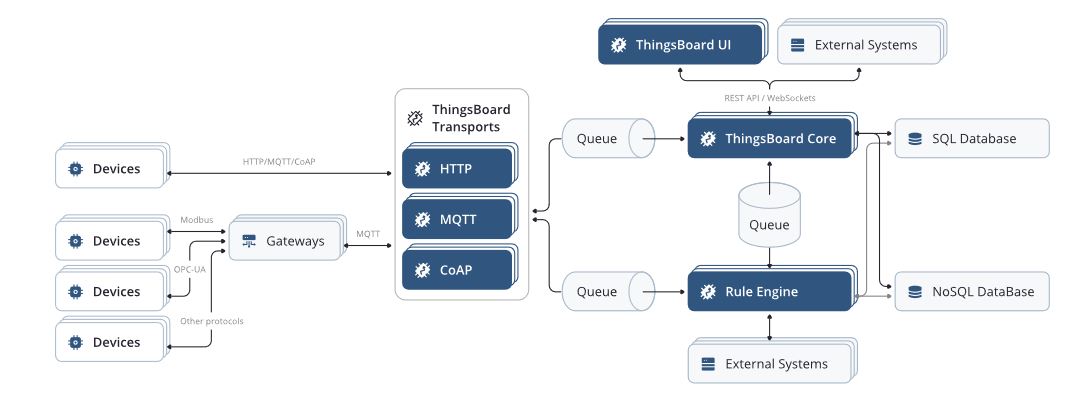 ThingsBoard UI
External Systems
REST API / WebSockets
ThingsBoard
Transports
HTTP
MQTT
CoAP
Queue
ThingsBoard Core
SQL Database
Devices
HTTP/MQTT/CoAP
Devices
Modbus
Gateways
MQTT
Devices
OPC-UA
Devices
Other protocols
Queue
Queue
Rule Engine
NoSQL DataBase
External Systems